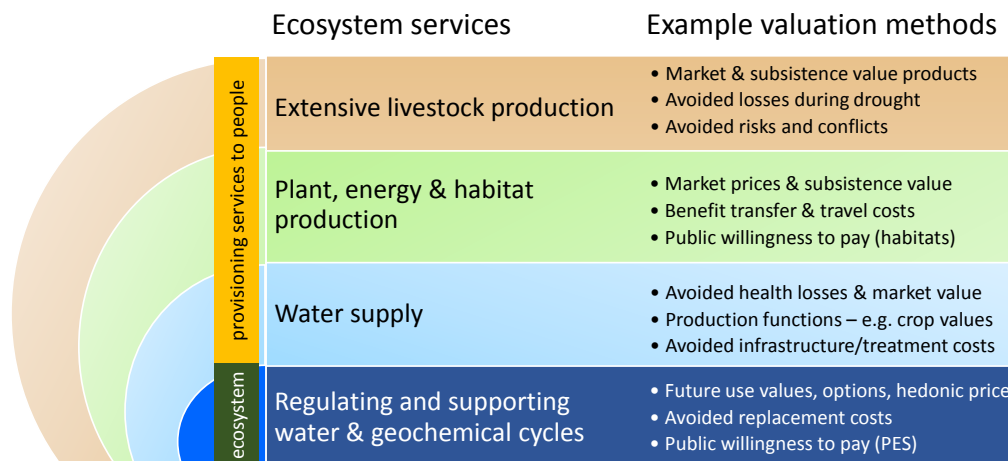 Ecosystem services
Example valuation methods
provisioning services to people
Extensive livestock production
• Market & subsistence value products
• Avoided losses during drought
• Avoided risks and conflicts
Plant, energy & habitat
production
• Market prices & subsistence value
• Benefit transfer & travel costs
• Public willingness to pay (habitats)
Water supply
• Avoided health losses & market value
• Production functions – e.g. crop values
• Avoided infrastructure/treatment costs
ecosystem
Regulating and supporting
water & geochemical cycles
• Future use values, options, hedonic price
• Avoided replacement costs
• Public willingness to pay (PES)